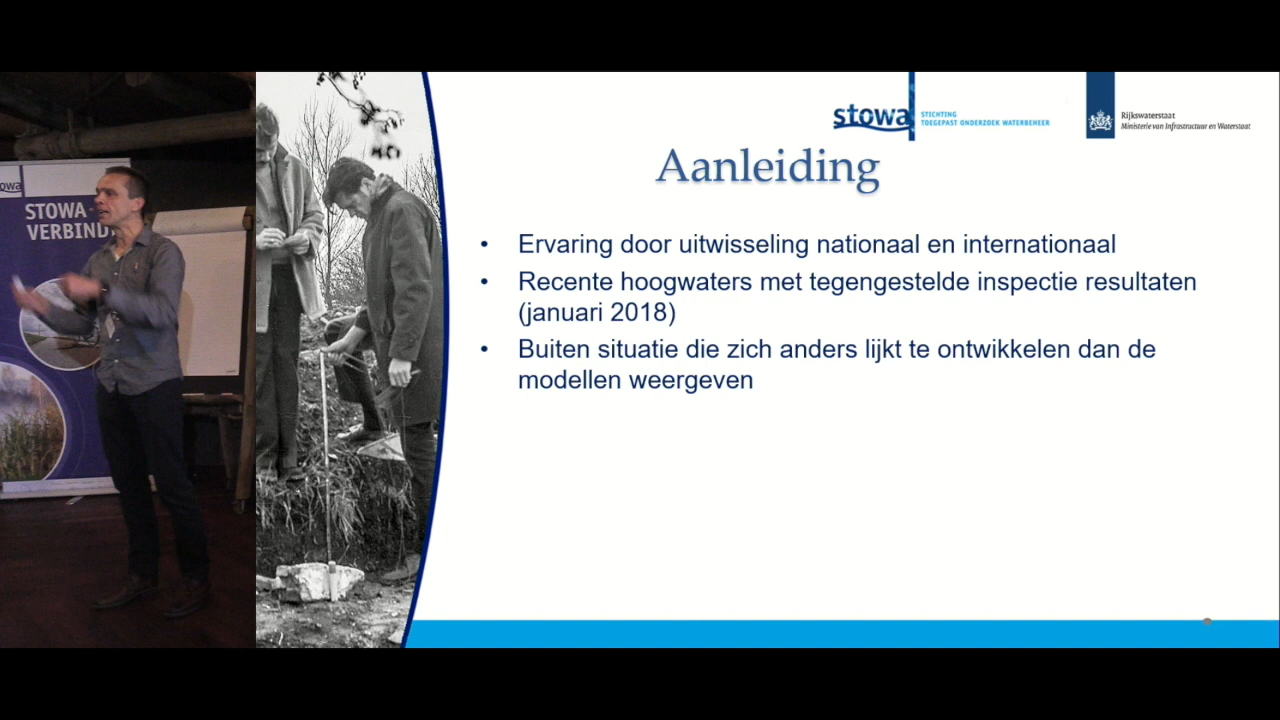 stowa
STICHTING
TOEGEPAST ONDERZOEK WATERBEHEER
Rijkswaterstaat
Ministerie van Infrastructuur en Waterstaat
Aanleiding
• Ervaring door uitwisseling nationaal en internationaal
• Recente hoogwaters met tegengestelde inspectie resultaten
(januari 2018)
• Buiten situatie die zich anders lijkt te ontwikkelen dan de
modellen weergeven
owa
STOWA
VERBIND